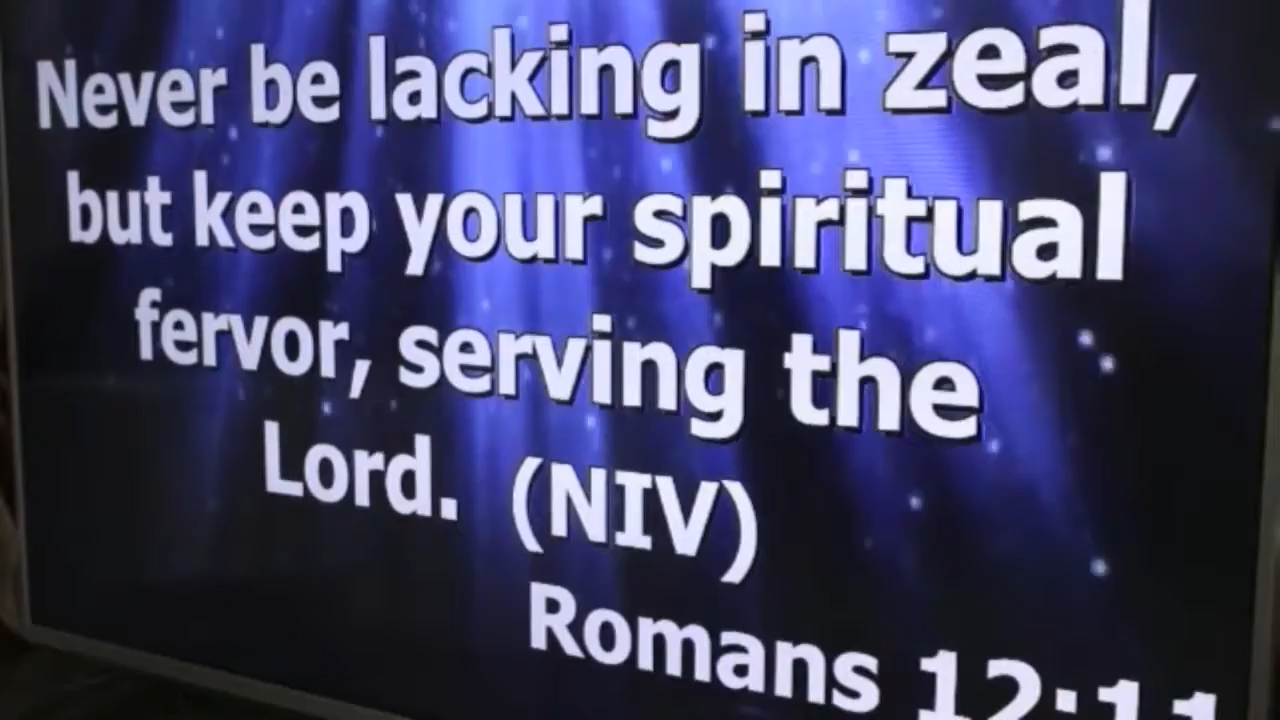 Never be lacking in zeal,
but keep your spiritual
fervor, serving the
Lord. (NIV)
Romans 12:11